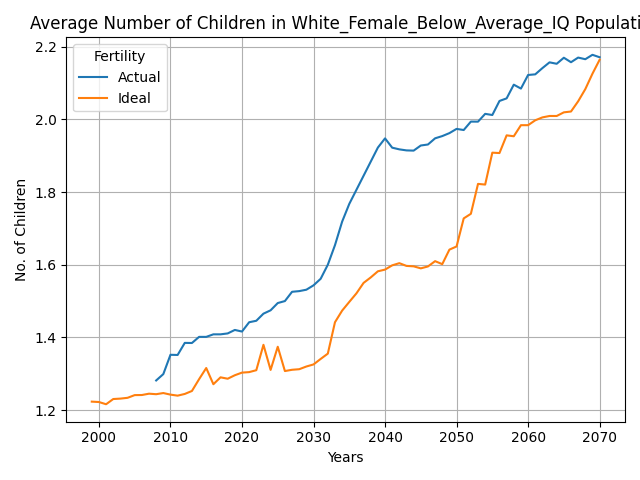 Average Number of Children in White_Female_Below_Average_IQ Populati
Fertility
Actual
Ideal
2.2
2.0
1.8
1.6
1.4
1.2
No. of Children
2000 2010 2020 2030 2040 2050 2060 2070
Years